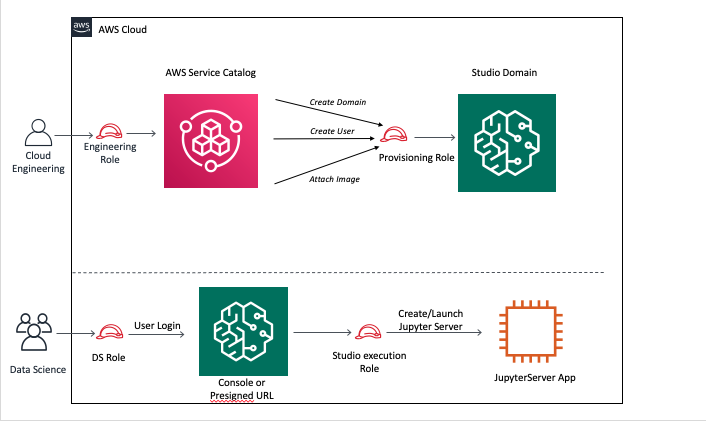 aws
AWS Cloud
AWS Service Catalog
Studio Domain
Create Domain
Create User
Attach Image
Cloud
Engineering
Engineering
Role
Provisioning Role
Data Science
DS Role
User Login
Console or
Presigned URL
Studio execution
Role
Create/Launch
Jupyter Server
JupyterServer App